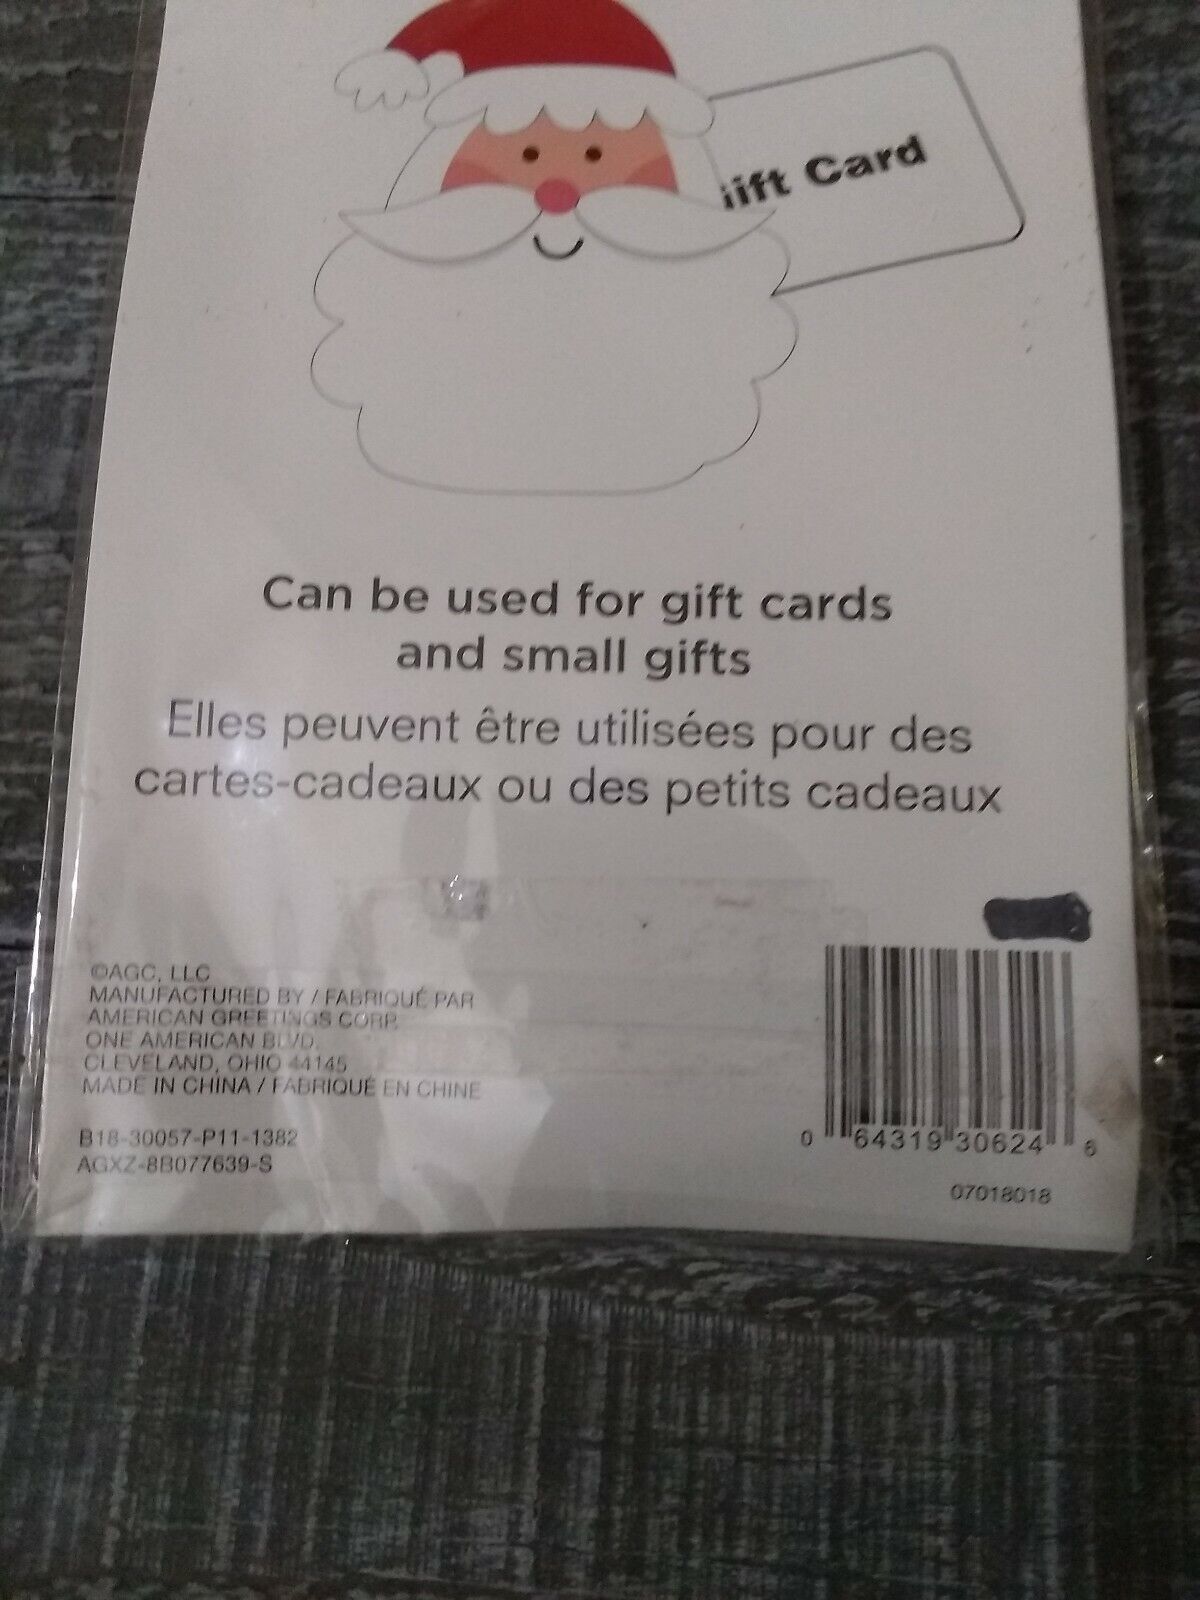 ift Card
Can be used for gift cards
and small gifts
Elles peuvent être utilisées pour des
cartes-cadeaux ou des petits cadeaux
©AGC, LLC
MANUFACTURED BY / FABRIQUÉ PAR
AMERICAN GREETINGS CORP.
ONE AMERICAN BLVD.
CLEVELAND, OHIO 44145
MADE IN CHINA / FABRIQUÉ EN CHINE
B18-30057-P11-1382
AGXZ-8B077639-S
0 64319 30624 6
07018018